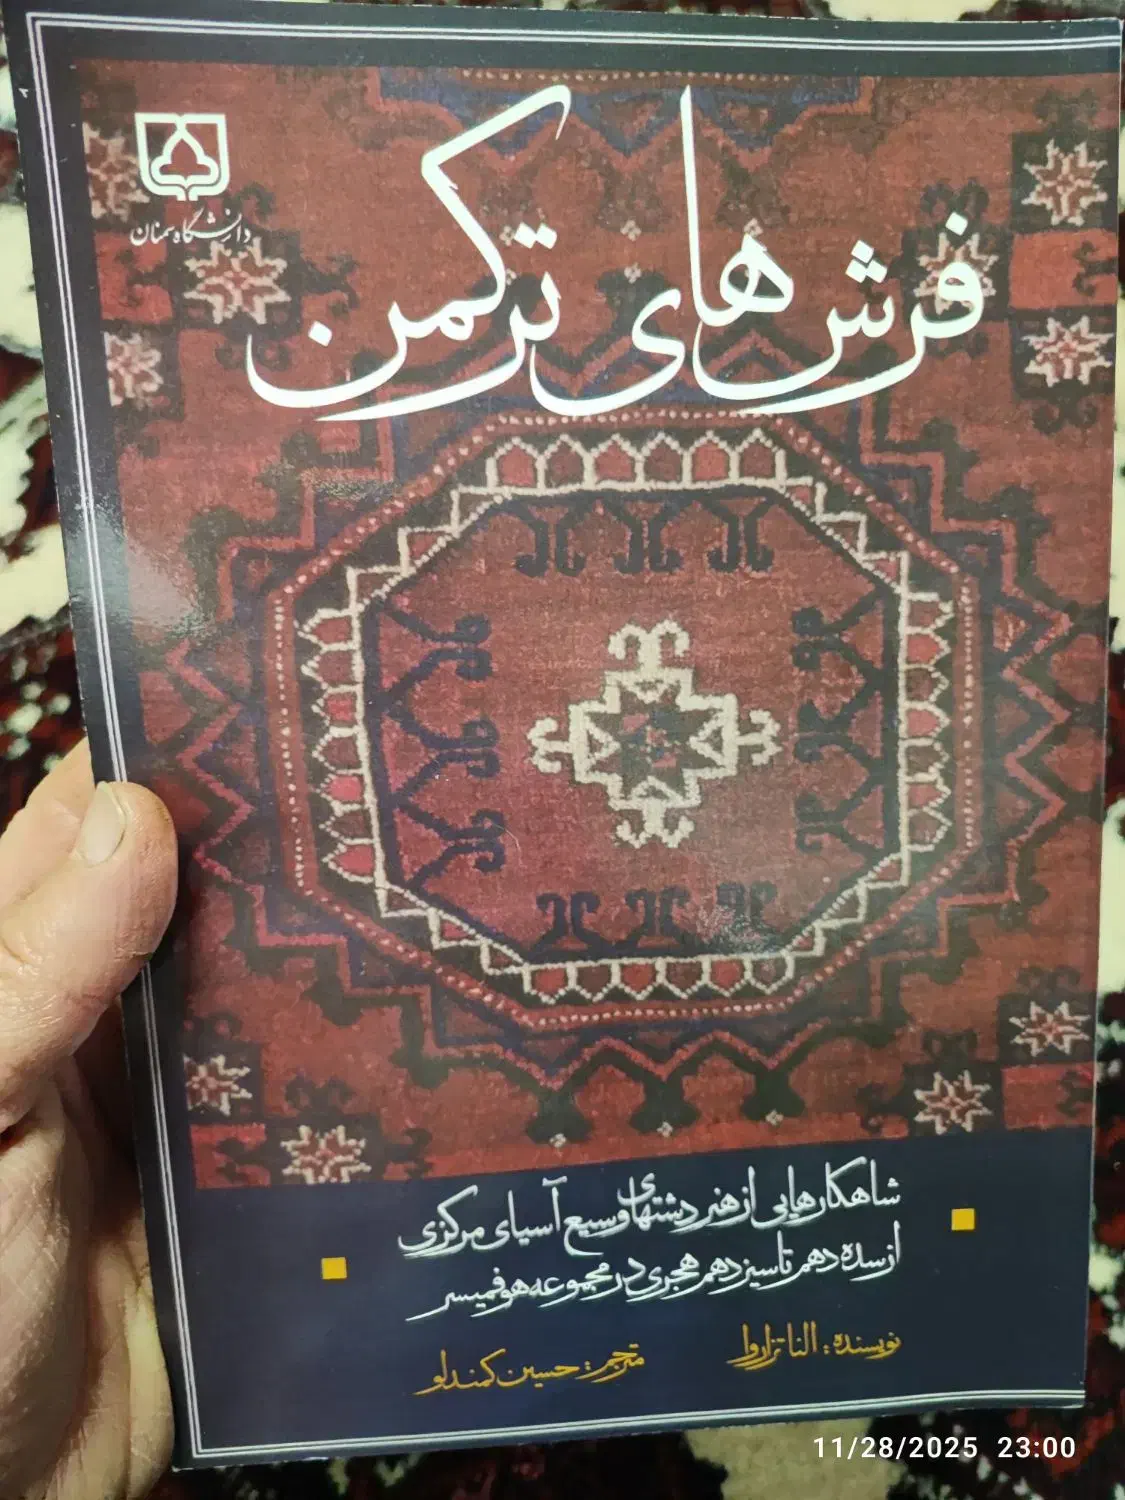 دانشگاه سمنان
فرش‌های ترکمن
شاهکارهایی از هنر دشتهای وسیع آسیای مرکزی
از سده دهم تا سیزدهم هجری در مجموعه هوفمیسر
نویسنده: النا تزاروا
مترجم: حسین کمندلو
11/28/2025 23:00